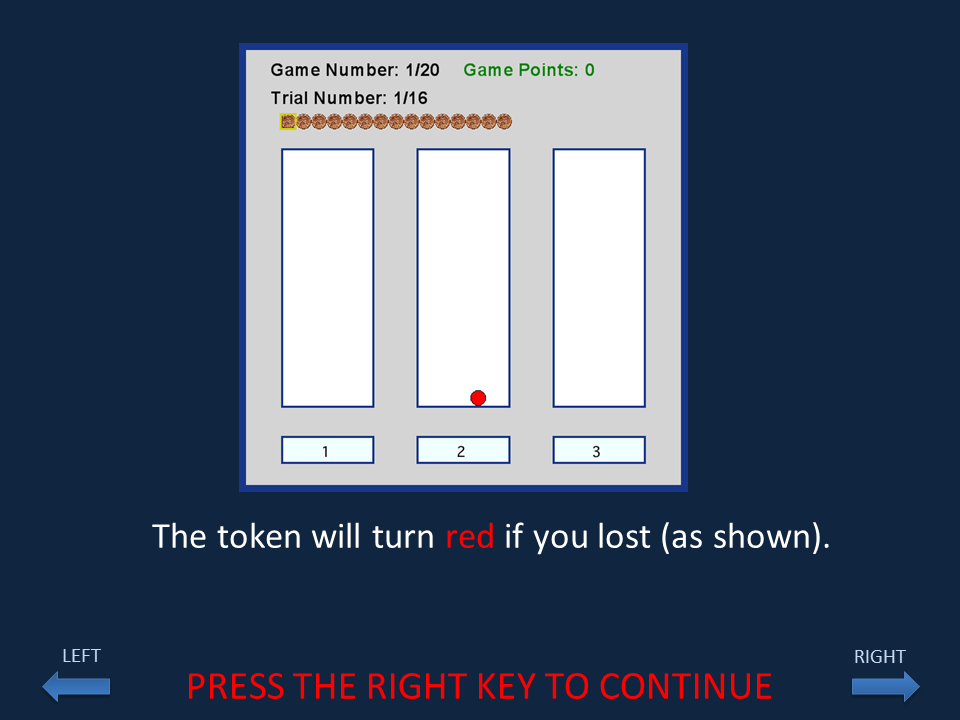 Game Number: 1/20 Game Points: 0
Trial Number: 1/16
1 2 3
The token will turn red if you lost (as shown).
LEFT RIGHT
PRESS THE RIGHT KEY TO CONTINUE